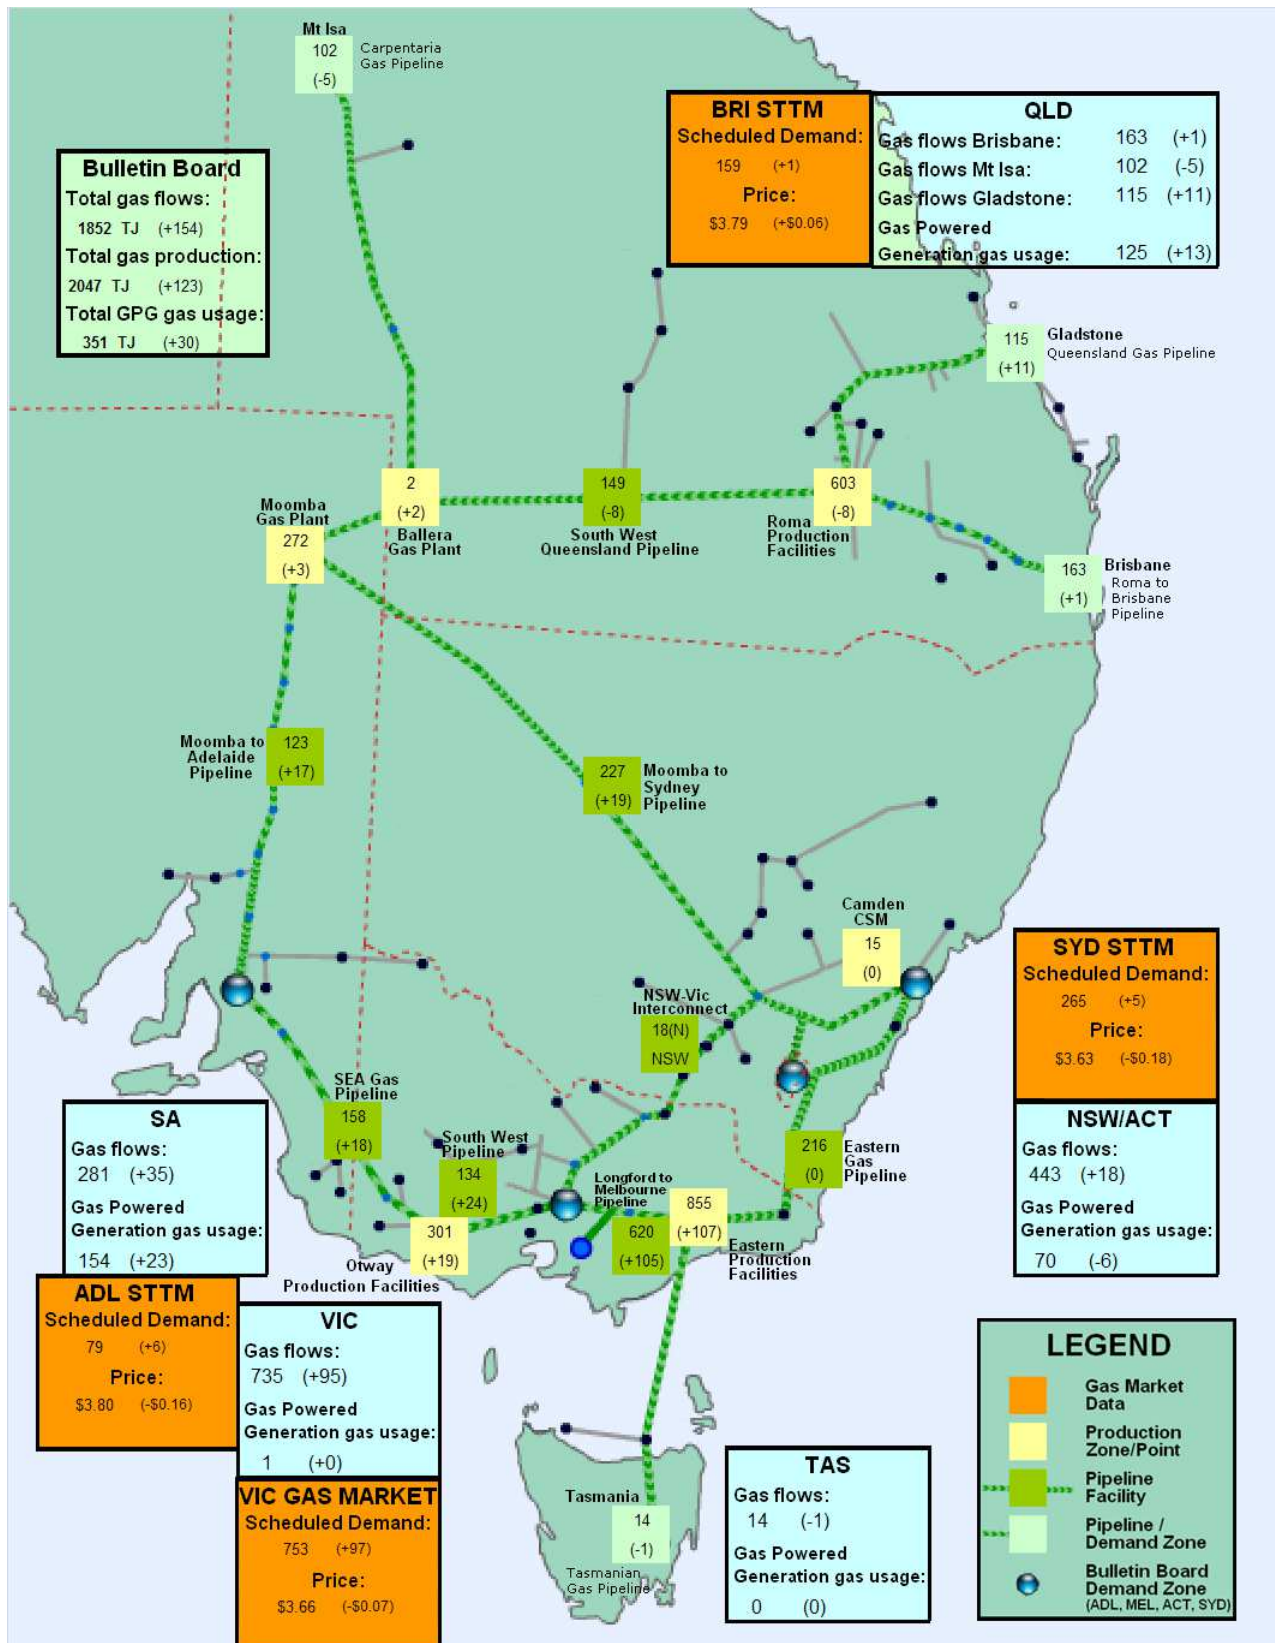 Mt Isa
102
(-5)
Carpentaria
Gas Pipeline
BRI STTM
Scheduled Demand:
159 (+1)
Price:
$3.79 (+$0.06)
QLD
Gas flows Brisbane: 163 (+1)
Gas flows Mt Isa: 102 (-5)
Gas flows Gladstone: 115 (+11)
Gas Powered
Generation gas usage: 125 (+13)
Bulletin Board
Total gas flows:
1852 TJ (+154)
Total gas production:
2047 TJ (+123)
Total GPG gas usage:
351 TJ (+30)
115
(+11)
Gladstone
Queensland Gas Pipeline
2
(+2)
Ballera
Gas Plant
149
(-8)
South West
Queensland Pipeline
603
(-8)
Roma
Production
Facilities
Moomba
Gas Plant
272
(+3)
163
(+1)
Brisbane
Roma to
Brisbane
Pipeline
Moomba to
Adelaide
Pipeline
123
(+17)
227
(+19)
Moomba to
Sydney
Pipeline
Camden
CSM
15
(0)
SYD STTM
Scheduled Demand:
265 (+5)
Price:
$3.63 (-$0.18)
NSW-Vic
Interconnect
18(N)
NSW
SEA Gas
Pipeline
158
(+18)
South West
Pipeline
134
(+24)
Longford to
Melbourne
Pipeline
620
(+105)
855
(+107)
Eastern
Production
Facilities
216
(0)
Eastern
Gas
Pipeline
NSW/ACT
Gas flows:
443 (+18)
Gas Powered
Generation gas usage:
70 (-6)
SA
Gas flows:
281 (+35)
Gas Powered
Generation gas usage:
154 (+23)
301
(+19)
Otway
Production Facilities
ADL STTM
Scheduled Demand:
79 (+6)
Price:
$3.80 (-$0.16)
VIC
Gas flows:
735 (+95)
Gas Powered
Generation gas usage:
1 (+0)
VIC GAS MARKET
Scheduled Demand:
753 (+97)
Price:
$3.66 (-$0.07)
Tasmania
14
(-1)
Tasmanian
Gas Pipeline
TAS
Gas flows:
14 (-1)
Gas Powered
Generation gas usage:
0 (0)
LEGEND
Gas Market
Data
Production
Zone/Point
Pipeline
Facility
Pipeline /
Demand Zone
Bulletin Board
Demand Zone
(ADL, MEL, ACT, SYD)